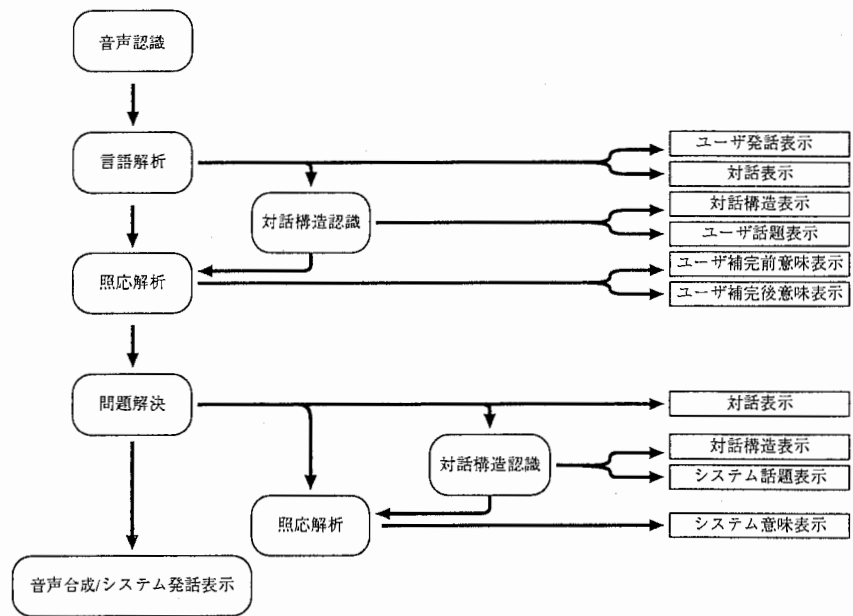 音声認識
言語解析
ユーザ発話表示
対話表示
対話構造認識
対話構造表示
ユーザ話題表示
照応解析
ユーザ補完前意味表示
ユーザ補完後意味表示
問題解決
対話表示
対話構造認識
対話構造表示
システム話題表示
照応解析
システム意味表示
音声合成/システム発話表示